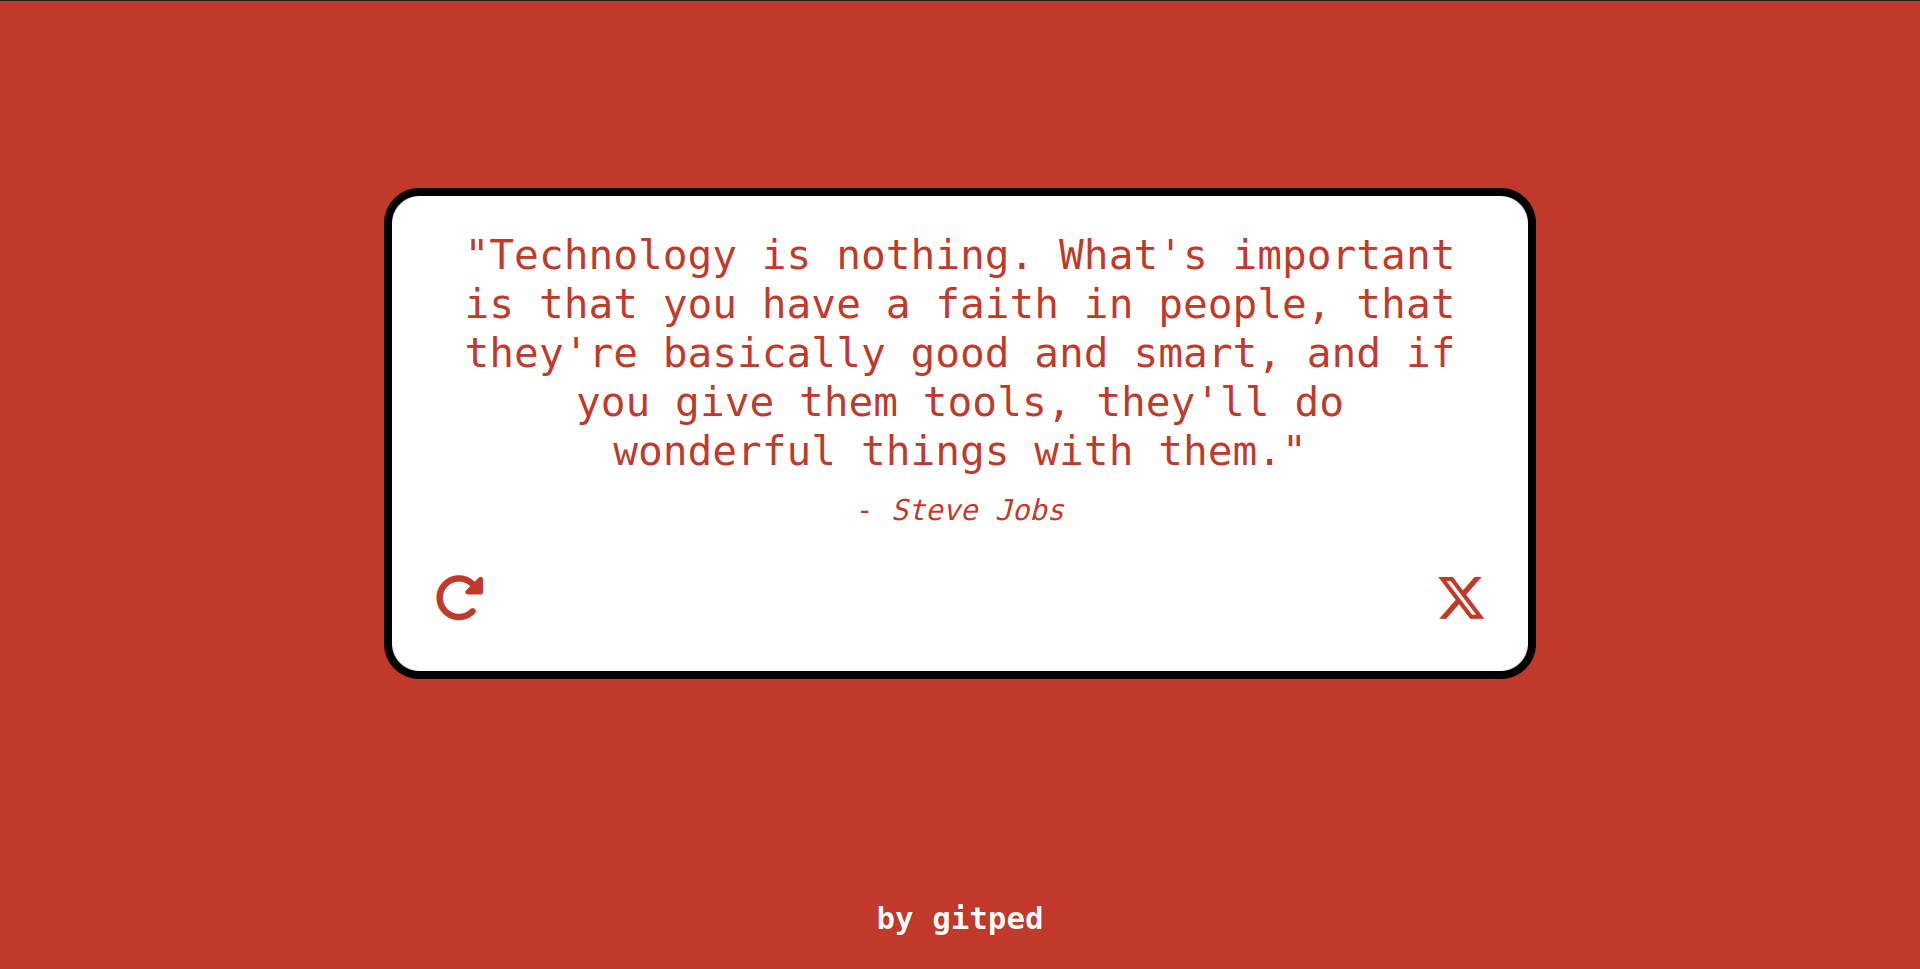 "Technology is nothing. What's important
is that you have a faith in people, that
they're basically good and smart, and if
you give them tools, they'll do
wonderful things with them."
- Steve Jobs
by gitped